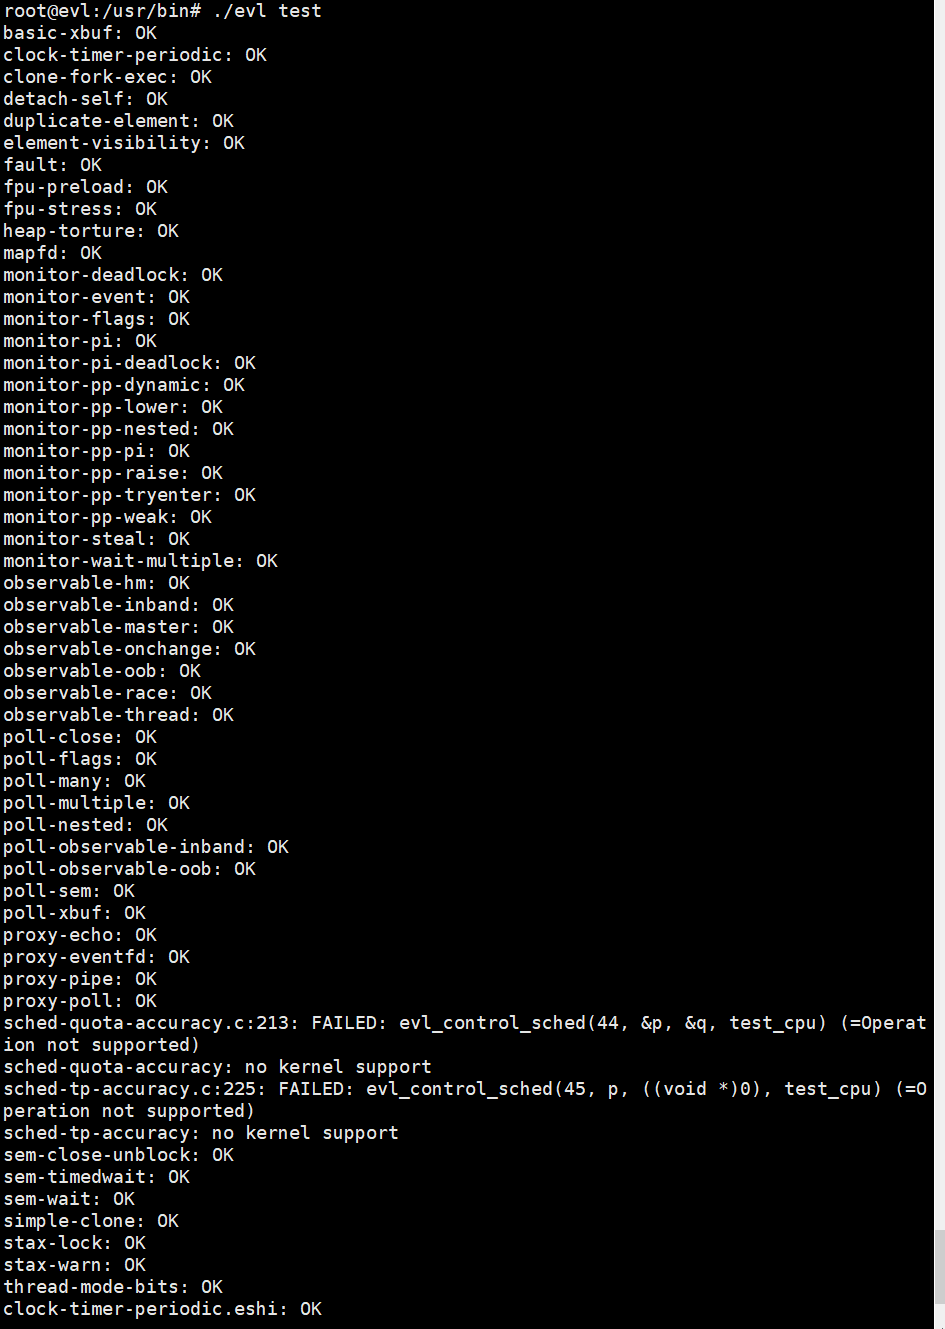 root@evl:/usr/bin# ./evl test
basic-xbuf: OK
clock-timer-periodic: OK
clone-fork-exec: OK
detach-self: OK
duplicate-element: OK
element-visibility: OK
fault: OK
fpu-preload: OK
fpu-stress: OK
heap-torture: OK
mapfd: OK
monitor-deadlock: OK
monitor-event: OK
monitor-flags: OK
monitor-pi: OK
monitor-pi-deadlock: OK
monitor-pp-dynamic: OK
monitor-pp-lower: OK
monitor-pp-nested: OK
monitor-pp-pi: OK
monitor-pp-raise: OK
monitor-pp-tryenter: OK
monitor-pp-weak: OK
monitor-steal: OK
monitor-wait-multiple: OK
observable-hm: OK
observable-inband: OK
observable-master: OK
observable-onchange: OK
observable-oob: OK
observable-race: OK
observable-thread: OK
poll-close: OK
poll-flags: OK
poll-many: OK
poll-multiple: OK
poll-nested: OK
poll-observable-inband: OK
poll-observable-oob: OK
poll-sem: OK
poll-xbuf: OK
proxy-echo: OK
proxy-eventfd: OK
proxy-pipe: OK
proxy-poll: OK
sched-quota-accuracy.c:213: FAILED: evl_control_sched(44, &p, &q, test_cpu) (=Operat
ion not supported)
sched-quota-accuracy: no kernel support
sched-tp-accuracy.c:225: FAILED: evl_control_sched(45, p, ((void *)0), test_cpu) (=O
peration not supported)
sched-tp-accuracy: no kernel support
sem-close-unblock: OK
sem-timedwait: OK
sem-wait: OK
simple-clone: OK
stax-lock: OK
stax-warn: OK
thread-mode-bits: OK
clock-timer-periodic.eshi: OK